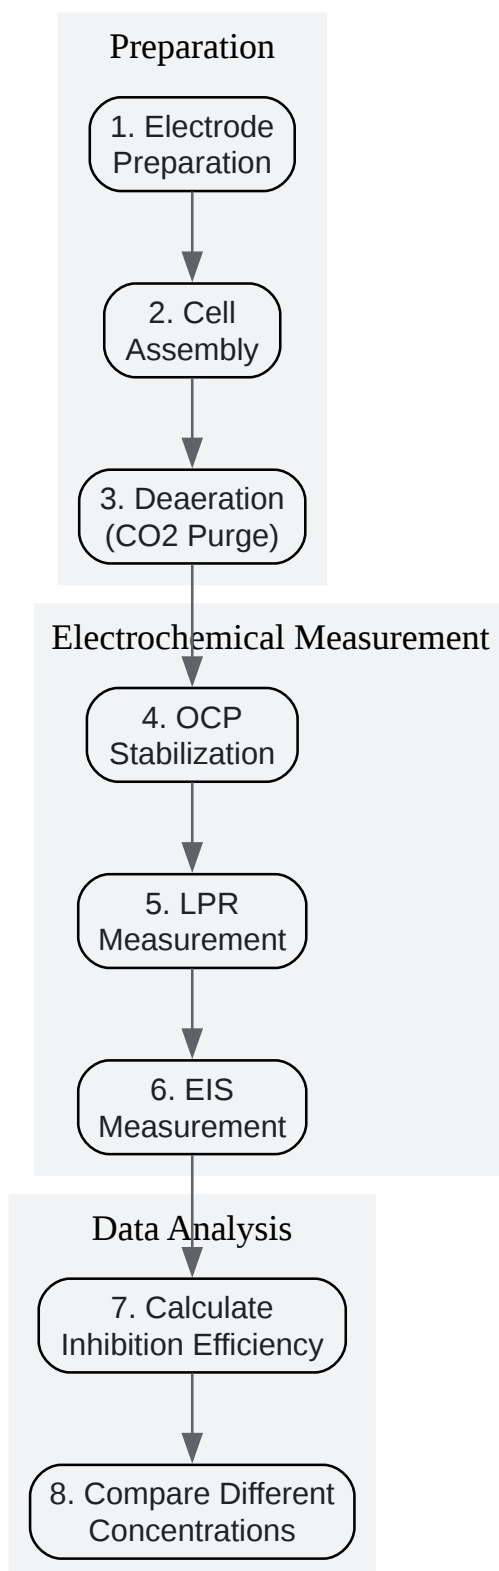 Preparation
1. Electrode
Preparation
2. Cell
Assembly
3. Deaeration
(CO2 Purge)
Electrochemical Measurement
4. OCP
Stabilization
5. LPR
Measurement
6. EIS
Measurement
Data Analysis
7. Calculate
Inhibition Efficiency
8. Compare Different
Concentrations